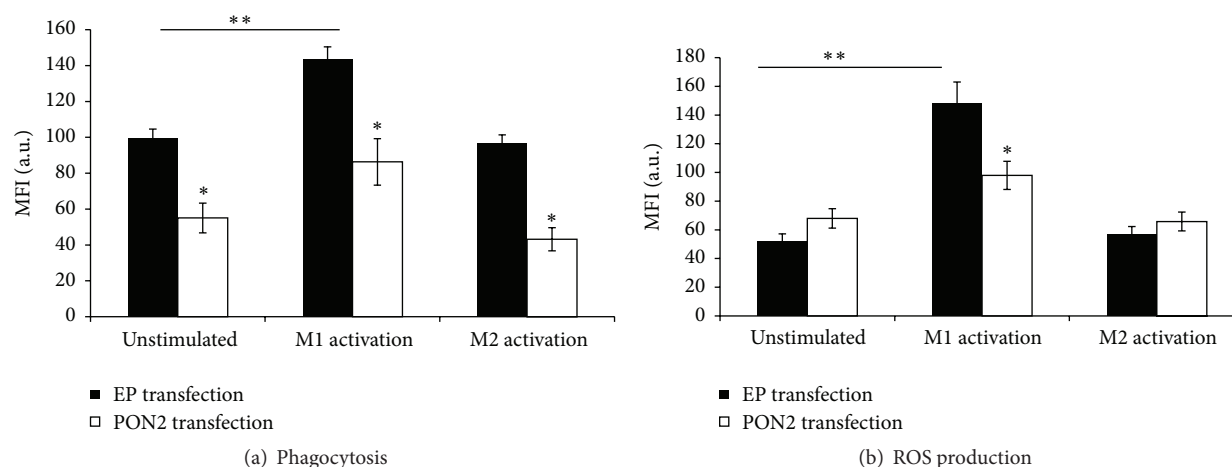 160
140
120
100
80
60
40
20
0
MFI (a.u.)
**
*
*
*
Unstimulated M1 activation M2 activation
EP transfection
PON2 transfection
(a) Phagocytosis
180
160
140
120
100
80
60
40
20
0
MFI (a.u.)
**
*
Unstimulated M1 activation M2 activation
EP transfection
PON2 transfection
(b) ROS production